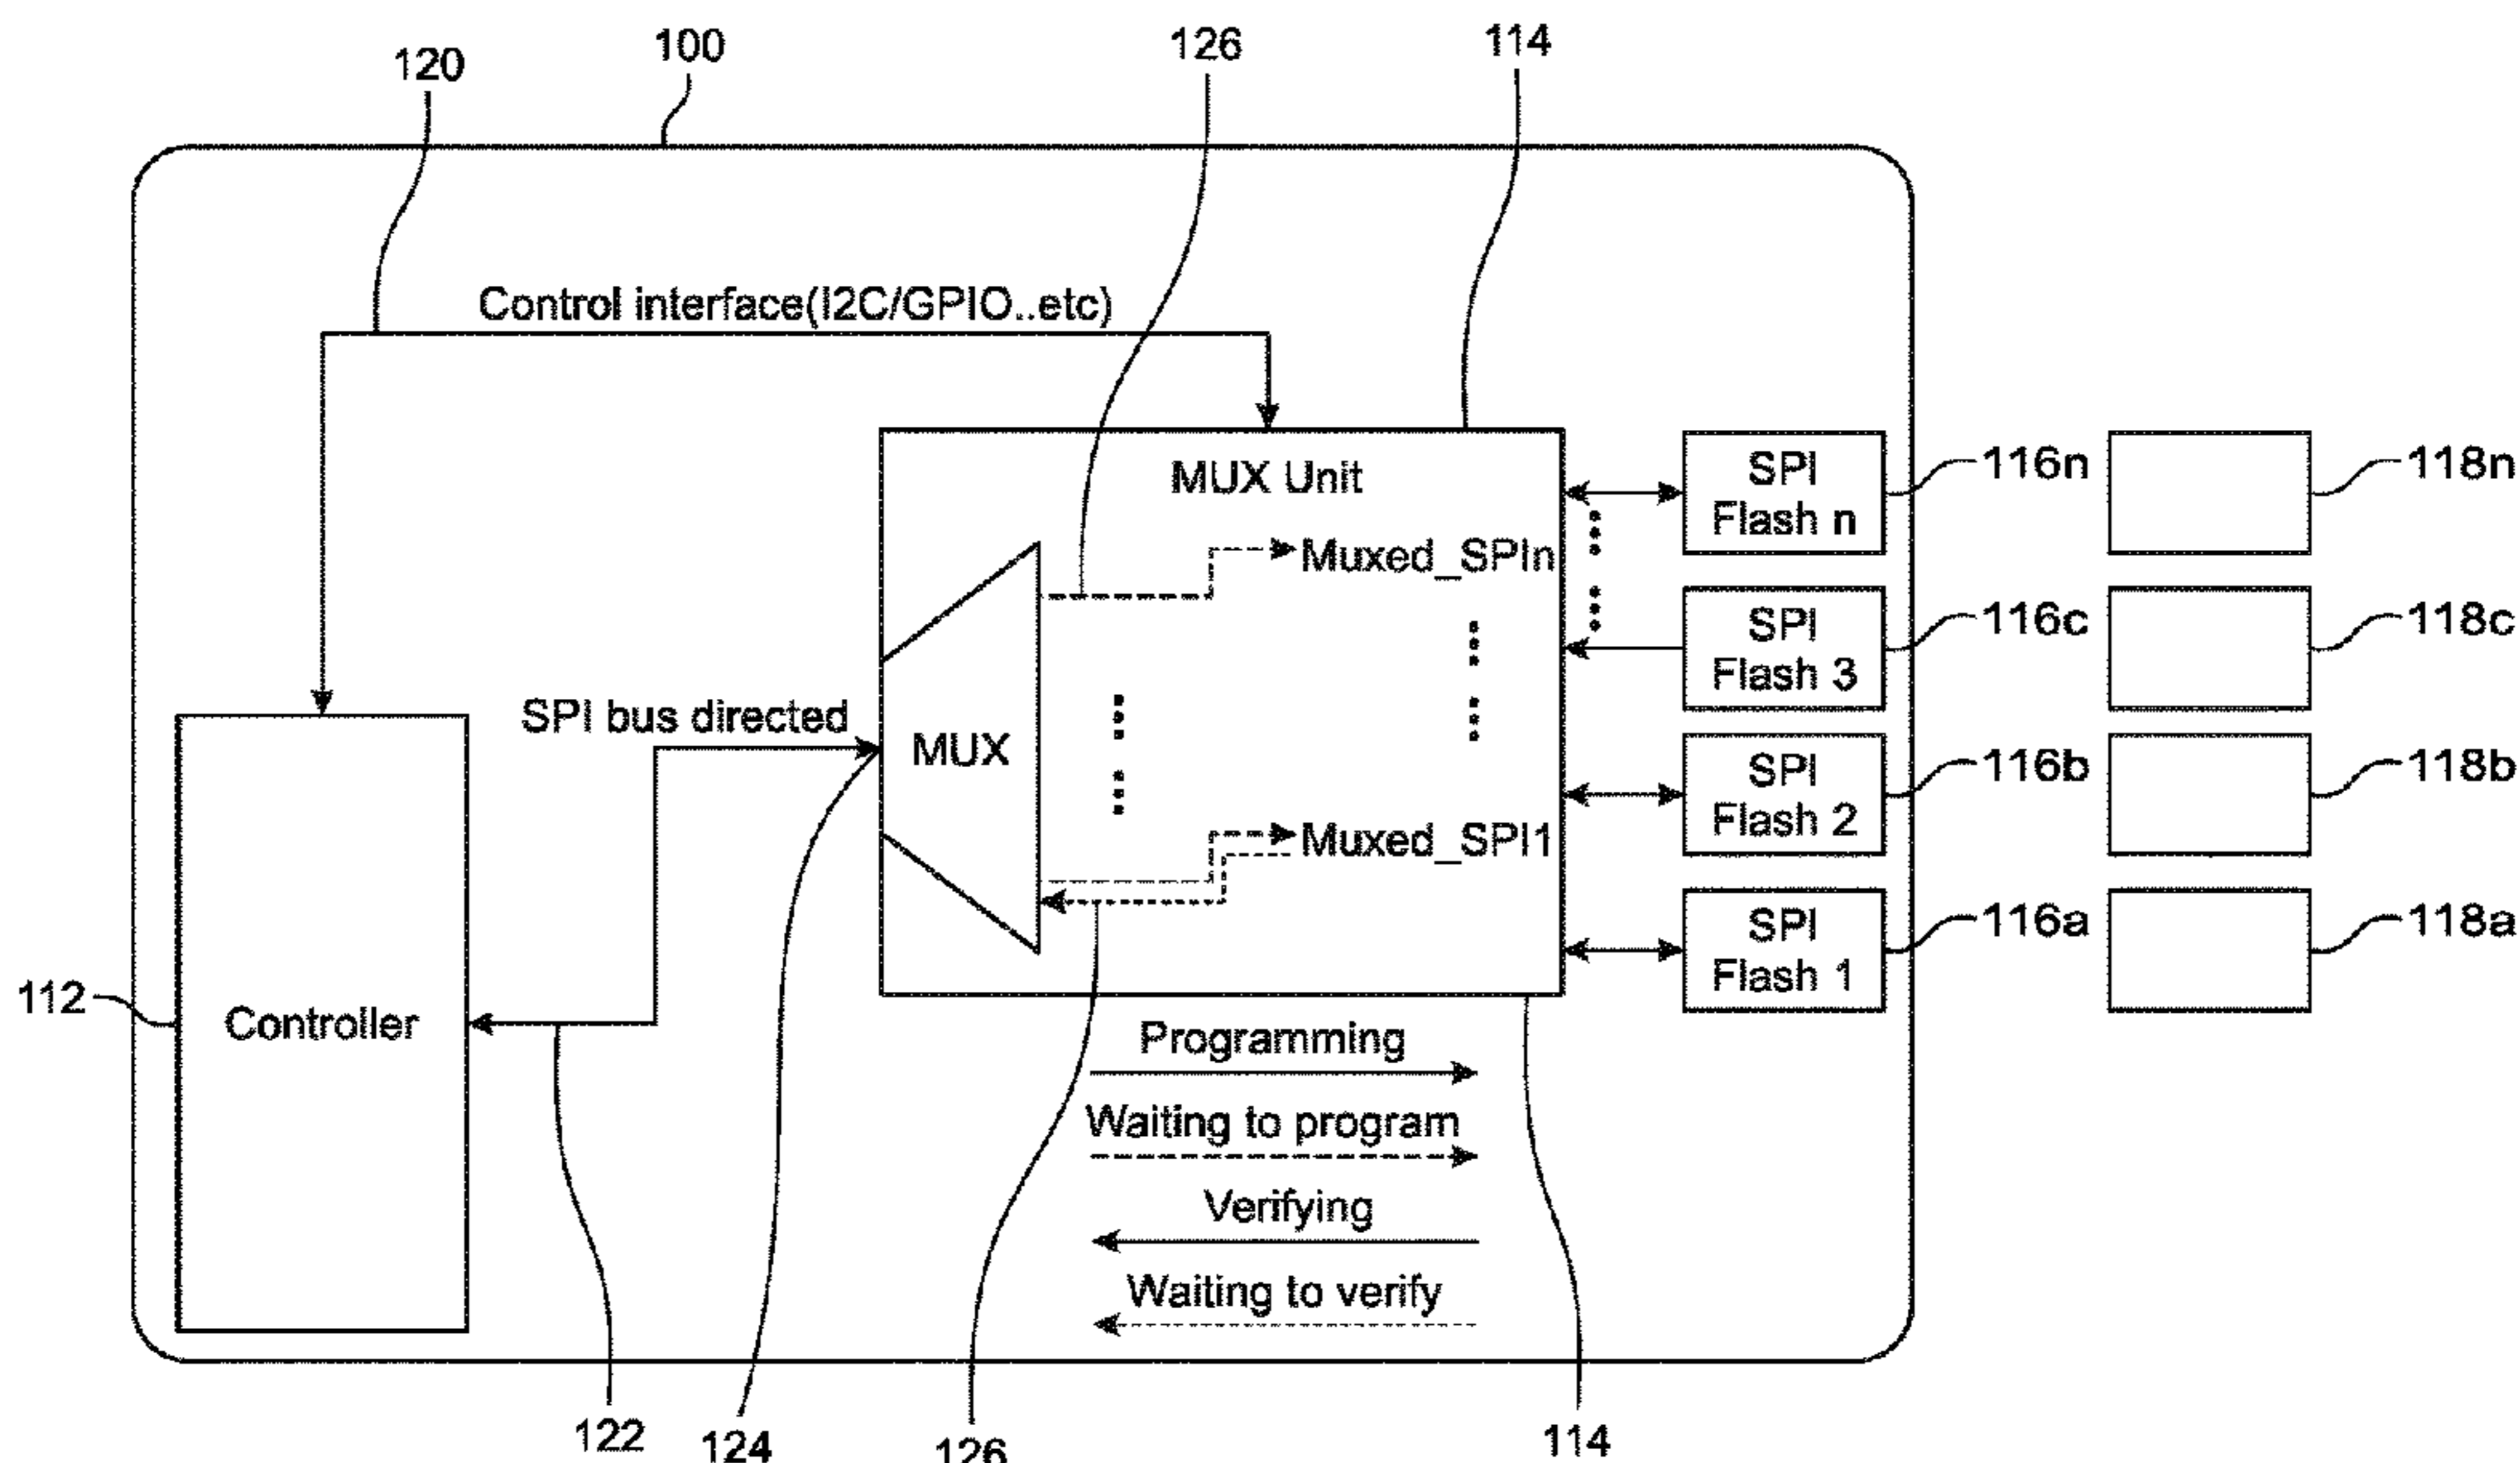 120
100
126
114
Control interface(I2C/GPIO..etc)
MUX Unit
SPI
Flash n
116n
118n
Muxed_SPIn
SPI
Flash 3
116c
118c
SPI bus directed
MUX
SPI
Flash 2
116b
118b
Muxed_SPI1
SPI
Flash 1
116a
118a
112
Controller
Programming
Waiting to program
Verifying
Waiting to verify
122
124
126
114